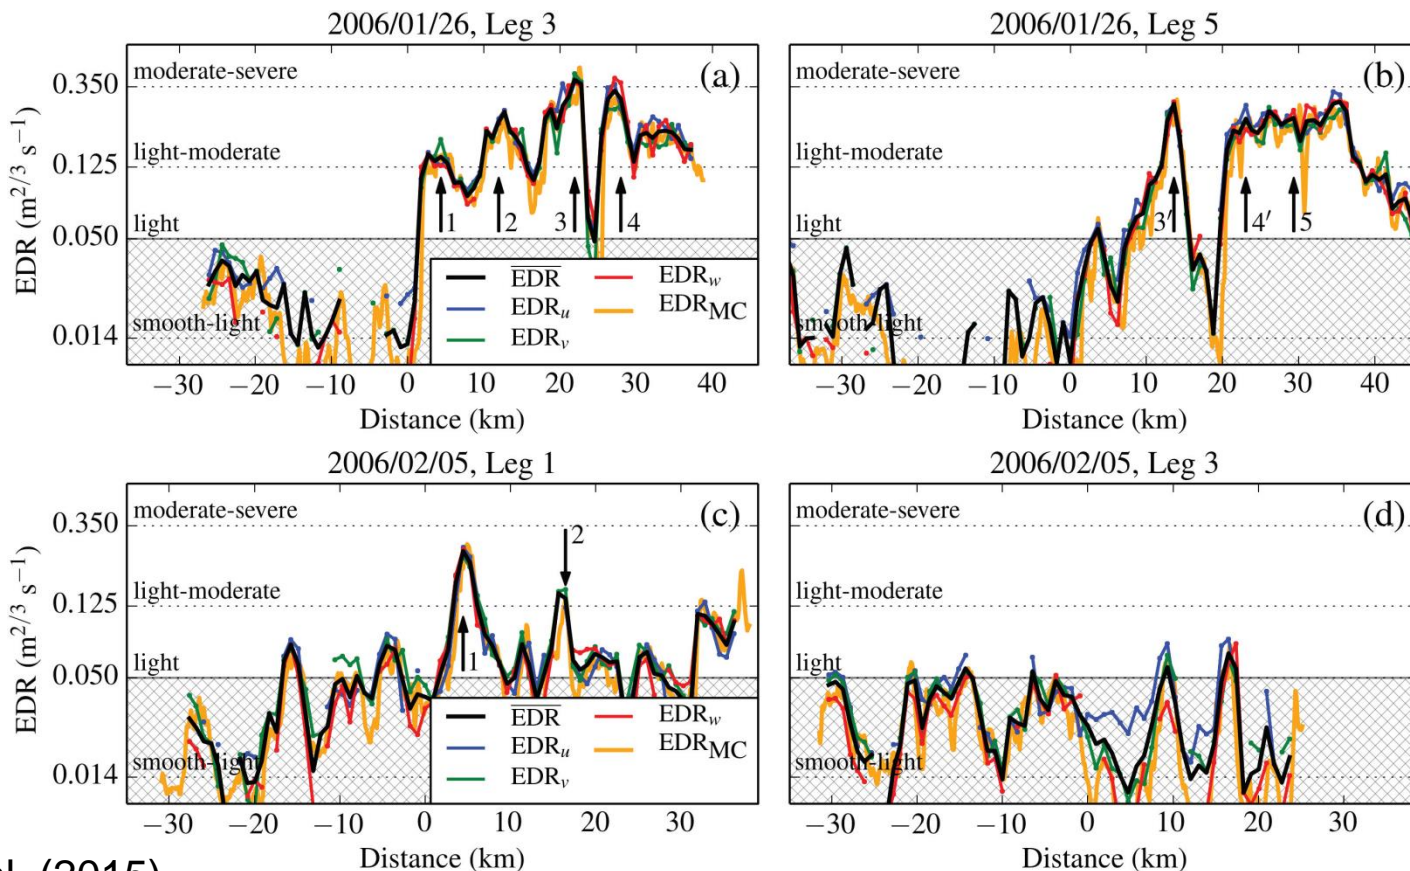 2006/01/26, Leg 3
2006/01/26, Leg 5
EDR (m²/³ s⁻¹)
0.350
0.125
0.050
0.014
moderate-severe
light-moderate
light
smooth-light
(a)
1
2
3
4
EDR
EDRu
EDRv
EDRw
EDRMC
−30
−20
−10
0
10
20
30
40
Distance (km)
moderate-severe
light-moderate
light
smooth-light
(b)
3′
4′
5
−30
−20
−10
0
10
20
30
40
Distance (km)
2006/02/05, Leg 1
2006/02/05, Leg 3
EDR (m²/³ s⁻¹)
0.350
0.125
0.050
0.014
moderate-severe
light-moderate
light
smooth-light
(c)
1
2
EDR
EDRu
EDRv
EDRw
EDRMC
−30
−20
−10
0
10
20
30
Distance (km)
moderate-severe
light-moderate
light
smooth-light
(d)
−30
−20
−10
0
10
20
30
Distance (km)
(2015)